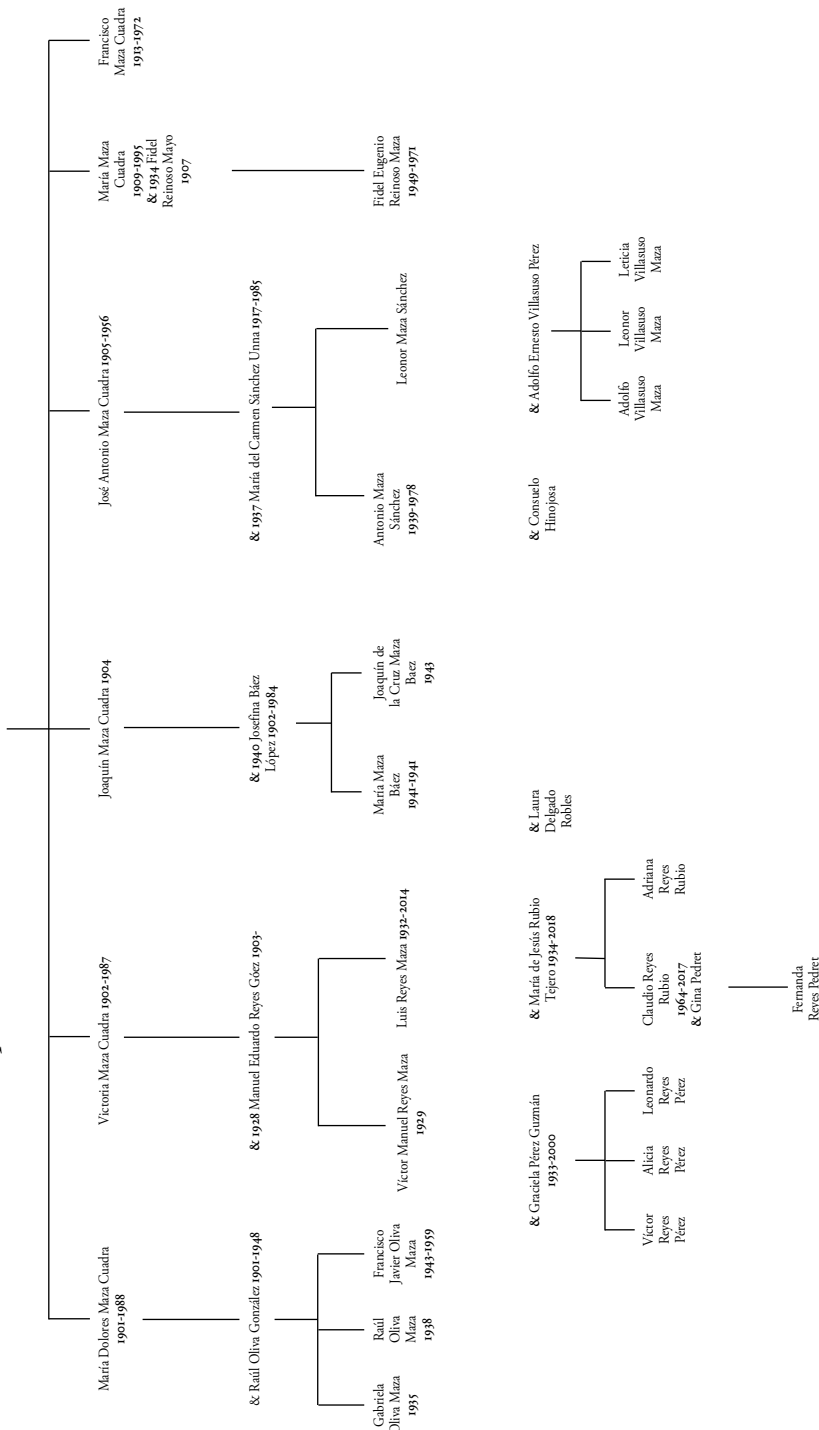 María Dolores Maza Cuadra
1901-1988
Victoria Maza Cuadra 1902-1987
Joaquín Maza Cuadra 1904
José Antonio Maza Cuadra 1905-1956
María Maza
Cuadra
1909-1995
& 1934 Fidel
Reinoso Mayo
1907
Francisco
Maza Cuadra
1913-1972
& Raúl Oliva González 1901-1948
& 1928 Manuel Eduardo Reyes Góez 1903-
& 1940 Josefina Báez
López 1902-1984
& 1937 María del Carmen Sánchez Unna 1917-1985
Gabriela
Oliva Maza
1935
Raúl
Oliva
Maza
1938
Francisco
Javier Oliva
Maza
1943-1959
Víctor Manuel Reyes Maza
1929
Luis Reyes Maza 1932-2014
María Maza
Báez
1941-1941
Joaquín de
la Cruz Maza
Baez
1943
Antonio Maza
Sánchez
1939-1978
Leonor Maza Sánchez
Fidel Eugenio
Reinoso Maza
1949-1971
& Graciela Pérez Guzmán
1933-2000
& María de Jesús Rubio
Tejero 1934-2018
& Laura
Delgado
Robles
& Consuelo
Hinojosa
& Adolfo Ernesto Villasuso Pérez
Víctor
Reyes
Pérez
Alicia
Reyes
Pérez
Leonardo
Reyes
Pérez
Claudio Reyes
Rubio
1964-2017
& Gina Pedret
Adriana
Reyes
Rubio
Adolfo
Villasuso
Maza
Leonor
Villasuso
Maza
Leticia
Villasuso
Maza
Fernanda
Reyes Pedret